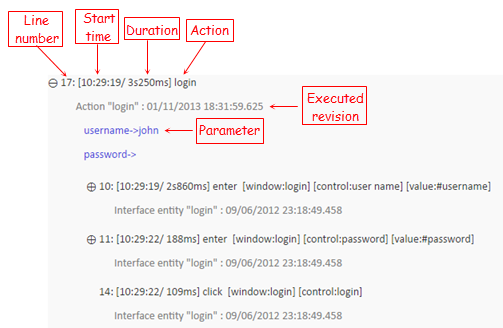 Line number
Start time
Duration
Action
17: [10:29:19/ 3s250ms] login
Action "login" : 01/11/2013 18:31:59.625
Executed revision
username->john
Parameter
password->
10: [10:29:19/ 2s860ms] enter [window:login] [control:user name] [value:#username]
Interface entity "login" : 09/06/2012 23:18:49.458
11: [10:29:22/ 188ms] enter [window:login] [control:password] [value:#password]
Interface entity "login" : 09/06/2012 23:18:49.458
14: [10:29:22/ 109ms] click [window:login] [control:login]
Interface entity "login" : 09/06/2012 23:18:49.458